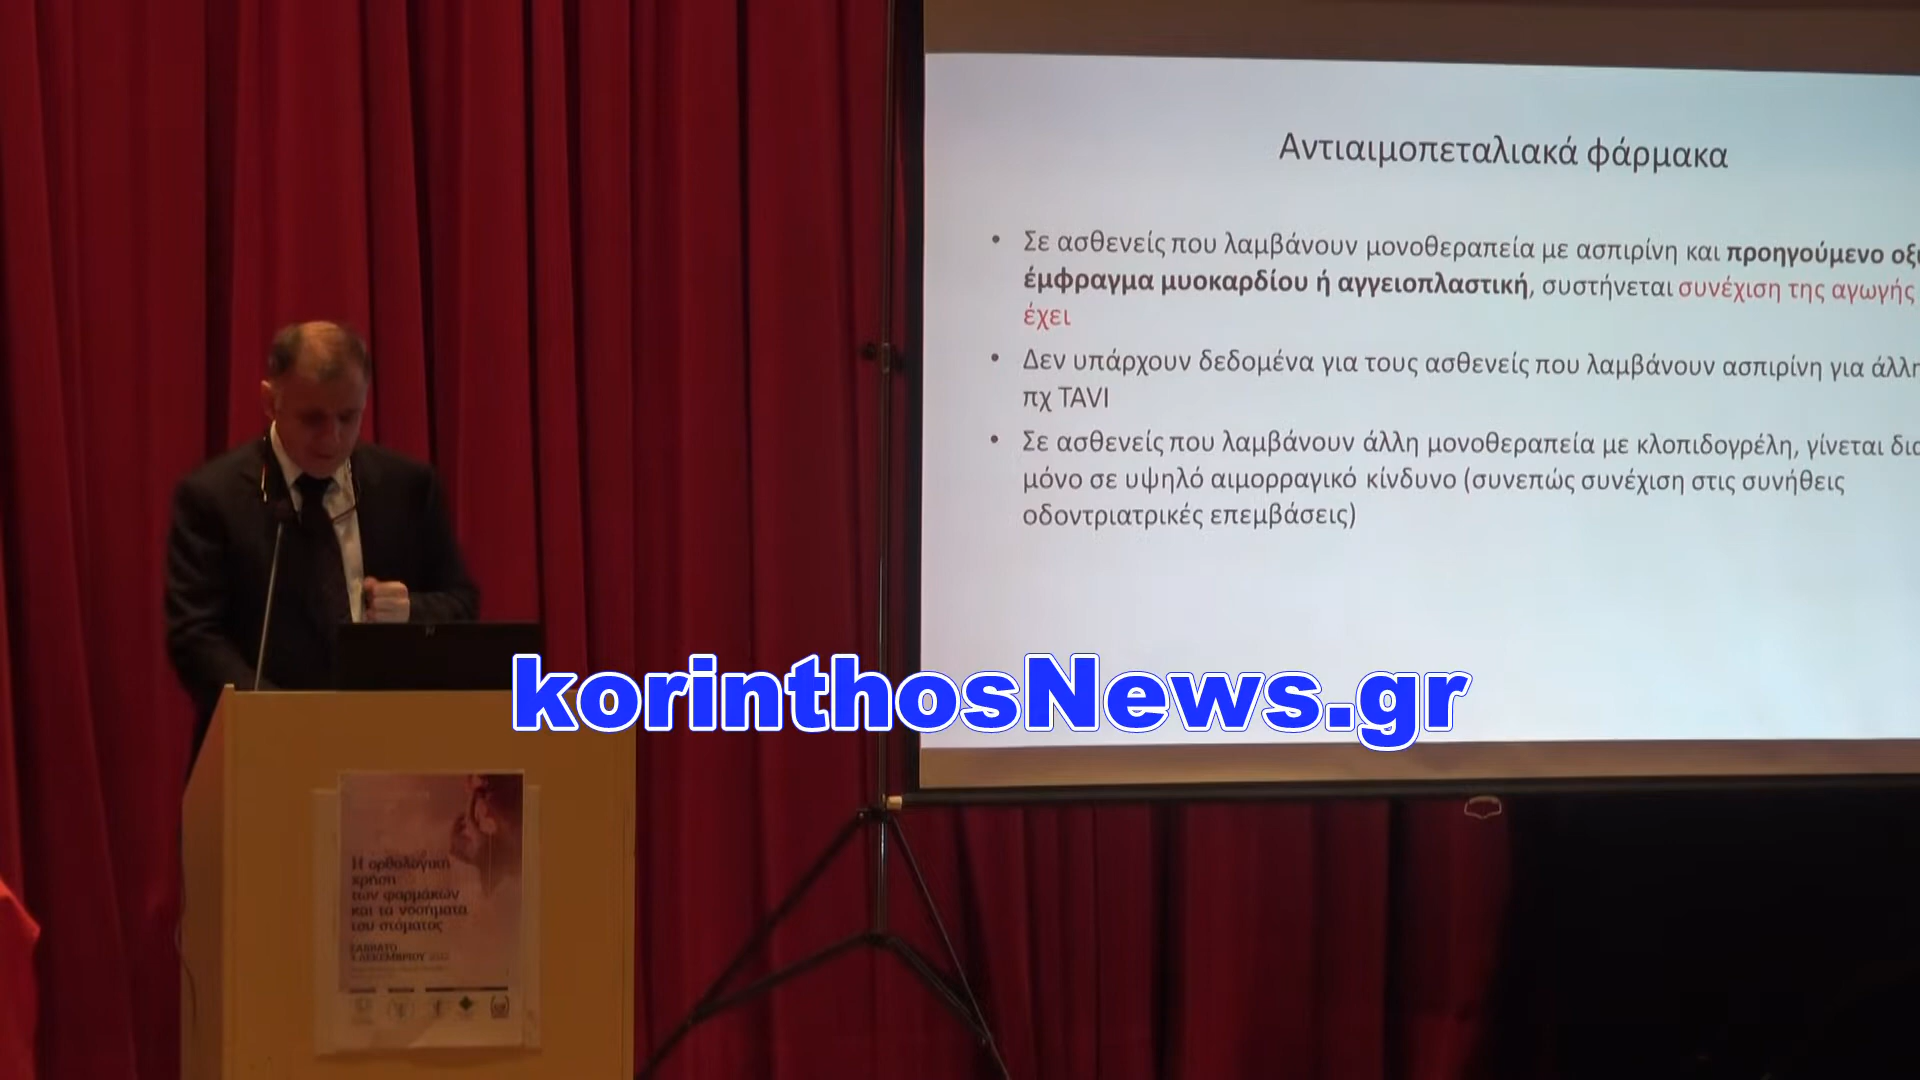 Αντιαιμοπεταλιακά φάρμακα
• Σε ασθενείς που λαμβάνουν μονοθεραπεία με ασπιρίνη και προηγούμενο
έμφραγμα μυοκαρδίου ή αγγειοπλαστική, συστήνεται συνέχιση της αγωγής
έχει
• Δεν υπάρχουν δεδομένα για τους ασθενείς που λαμβάνουν ασπιρίνη για
πχ TAVI
• Σε ασθενείς που λαμβάνουν άλλη μονοθεραπεία με κλοπιδογρέλη, γίνεται
μόνο σε υψηλό αιμορραγικό κίνδυνο (συνεπώς συνέχιση στις συνήθεις
οδοντριατρικές επεμβάσεις)
korinthosNews.gr
Η ορθολογική
χρήση
των φαρμάκων
και τα νοσήματα
του στόματος
ΣΑΒΒΑΤΟ
ΔΕΚΕΜΒΡΙΟΥ